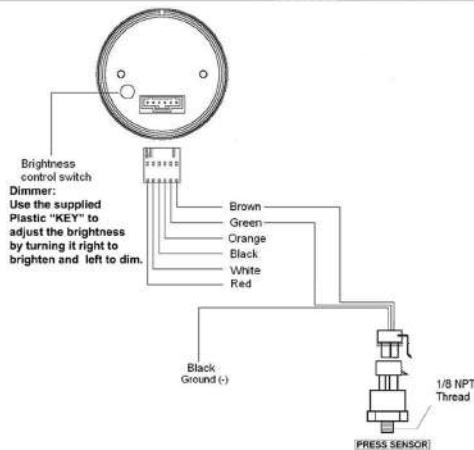 Brightness
control switch
Dimmer:
Use the supplied
Plastic "KEY" to
adjust the brightness
by turning it right to
brighten and left to dim.
Brown
Green
Orange
Black
White
Red
Black
Ground (-)
1/8 NPT
Thread
PRESS SENSOR